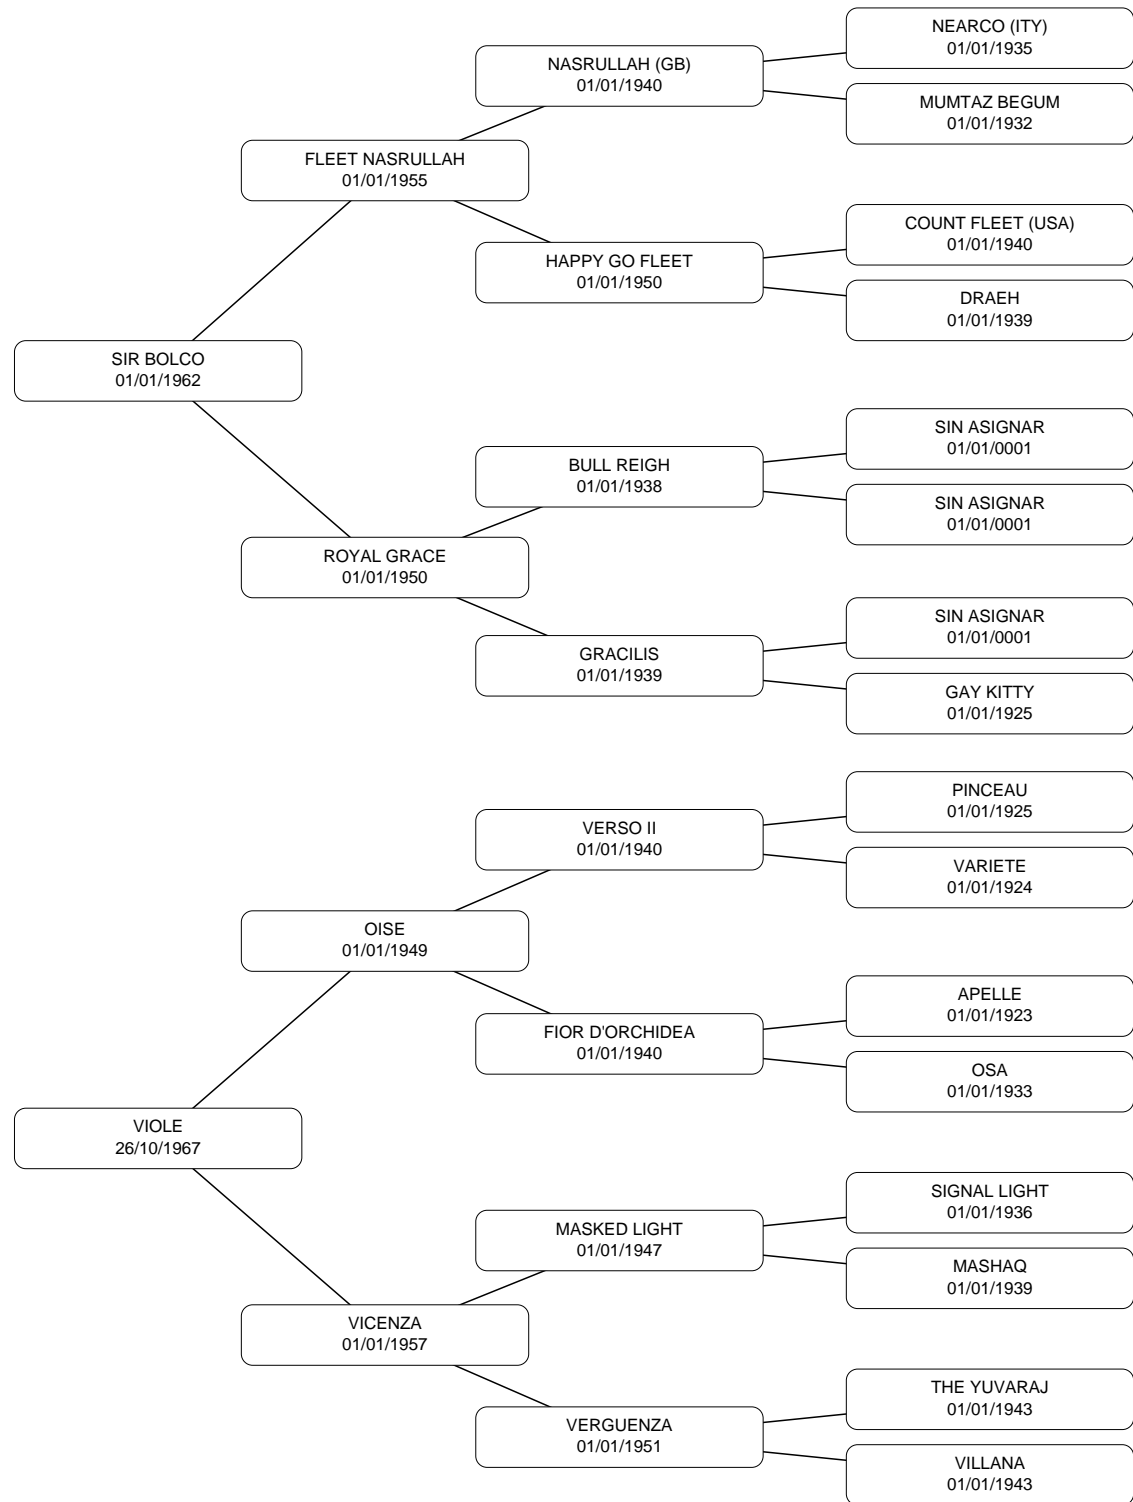 NEARCO (ITY)
01/01/1935
NASRULLAH (GB)
01/01/1940
MUMTAZ BEGUM
01/01/1932
FLEET NASRULLAH
01/01/1955
COUNT FLEET (USA)
01/01/1940
HAPPY GO FLEET
01/01/1950
DRAEH
01/01/1939
SIR BOLCO
01/01/1962
SIN ASIGNAR
01/01/0001
BULL REIGH
01/01/1938
SIN ASIGNAR
01/01/0001
ROYAL GRACE
01/01/1950
SIN ASIGNAR
01/01/0001
GRACILIS
01/01/1939
GAY KITTY
01/01/1925
PINCEAU
01/01/1925
VERSO II
01/01/1940
VARIETE
01/01/1924
OISE
01/01/1949
APELLE
01/01/1923
FIOR D'ORCHIDEA
01/01/1940
OSA
01/01/1933
VIOLE
26/10/1967
SIGNAL LIGHT
01/01/1936
MASKED LIGHT
01/01/1947
MASHAQ
01/01/1939
VICENZA
01/01/1957
THE YUVARAJ
01/01/1943
VERGUENZA
01/01/1951
VILLANA
01/01/1943